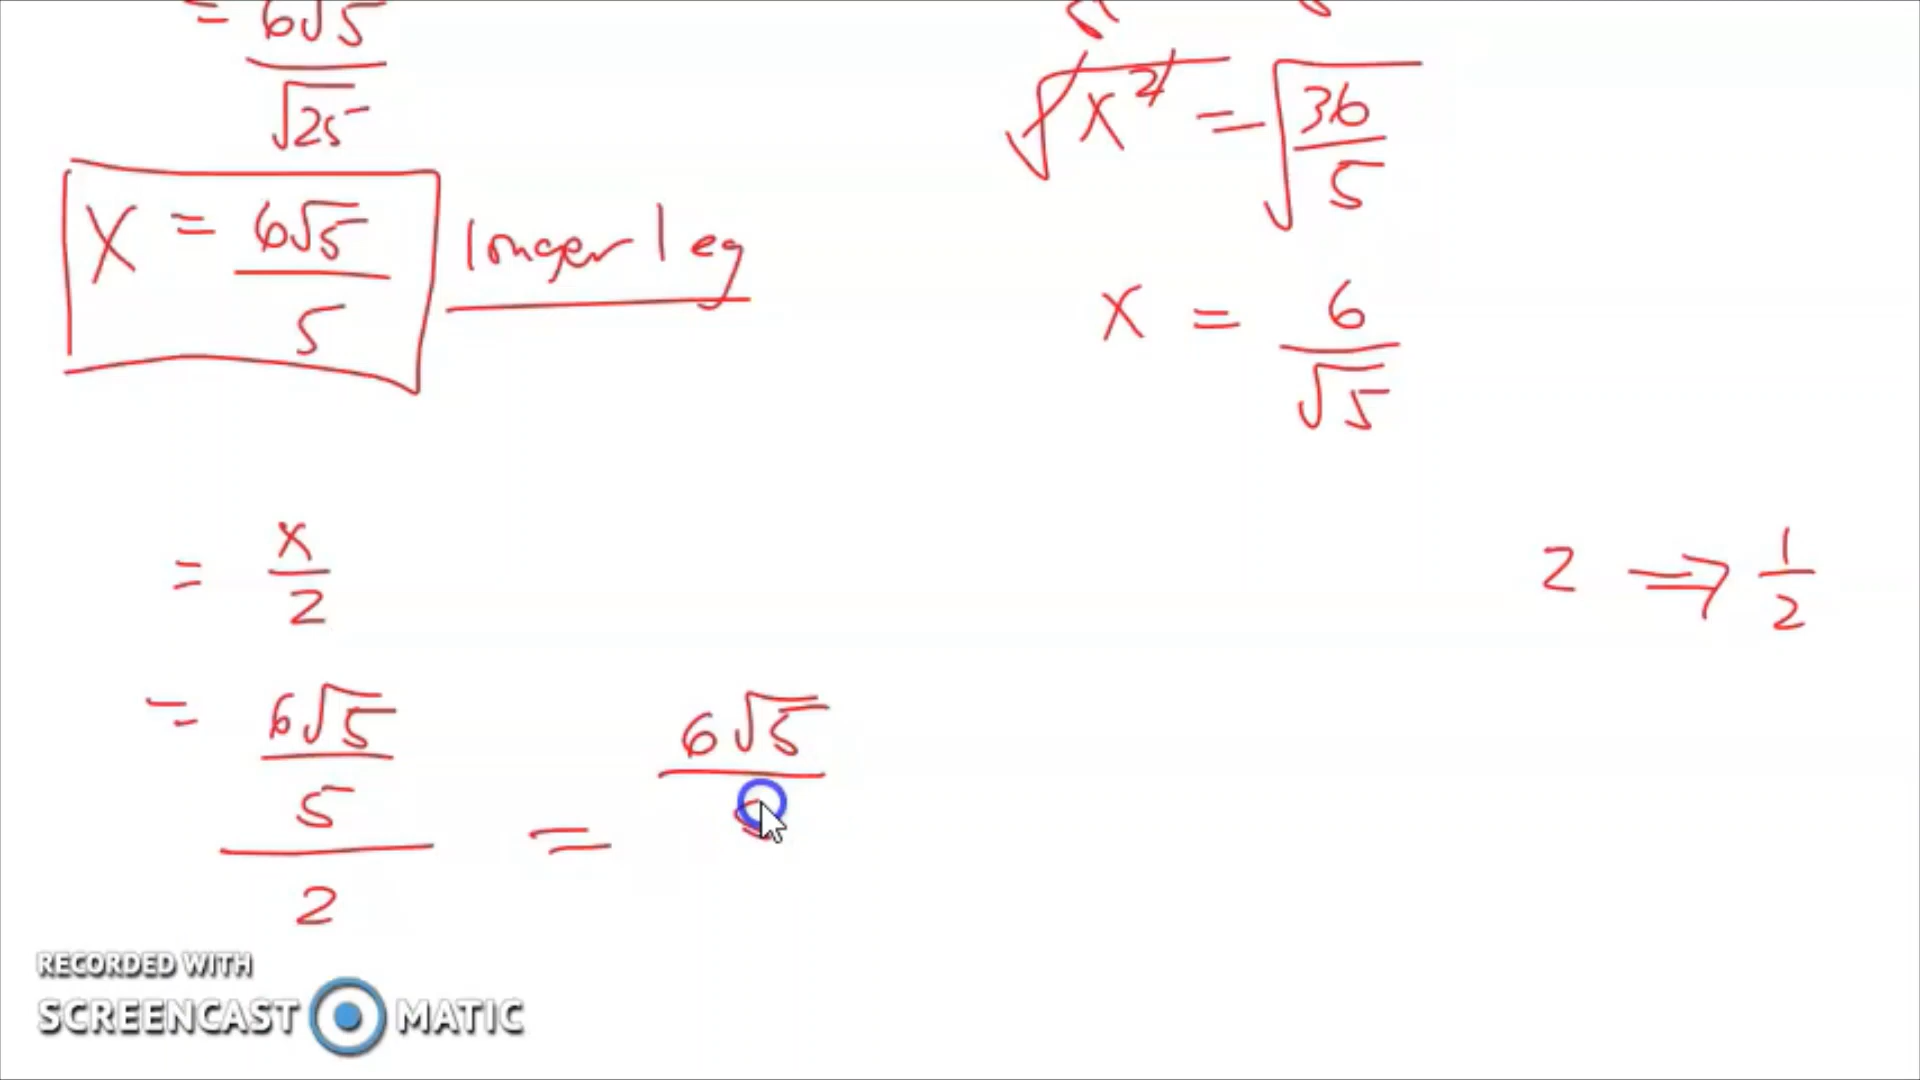 = 6√5 / √25
√x² = √36/5
x = 6√5 / 5 longer leg
x = 6 / √5
= x/2
2 ⇒ 1/2
= 6√5 / 5 / 2 = 6√5
RECORDED WITH
SCREENCAST MATIC